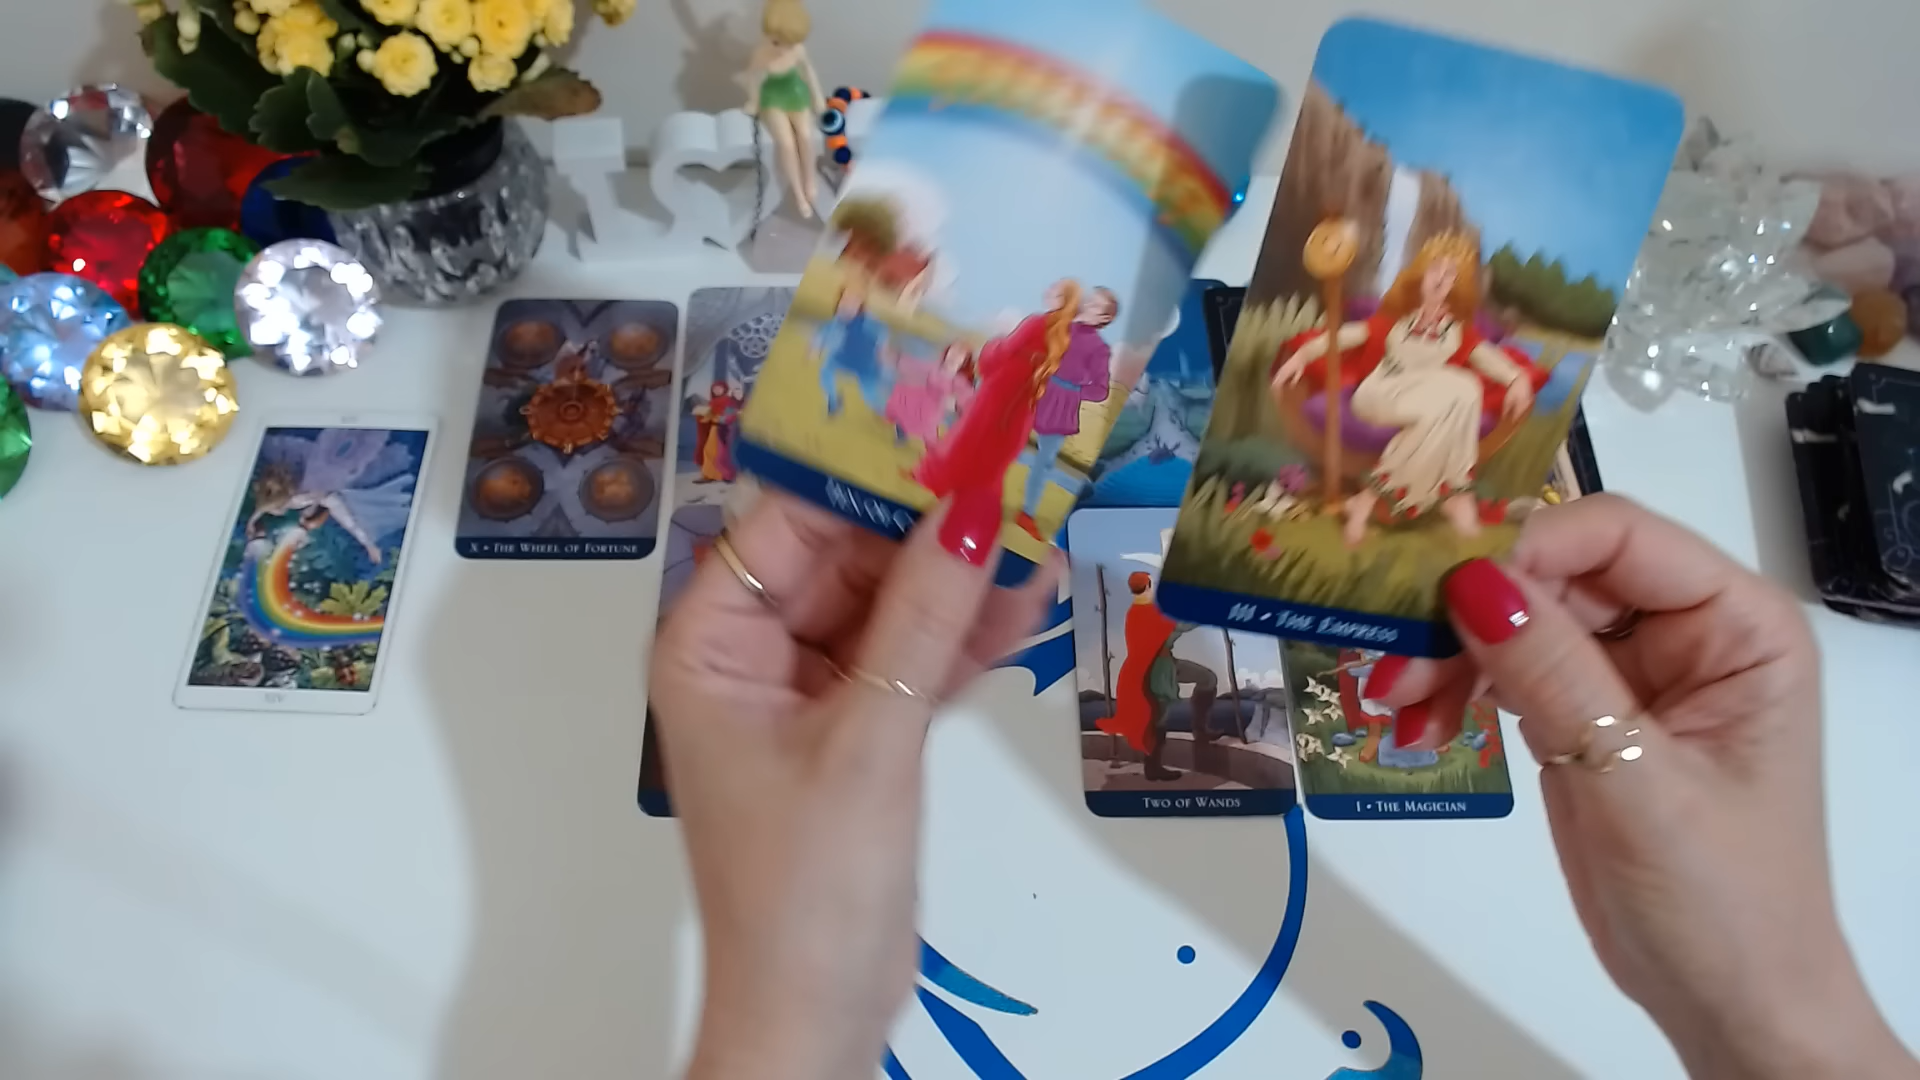 X • THE WHEEL OF FORTUNE
III • THE EMPRESS
TWO OF WANDS
I • THE MAGICIAN